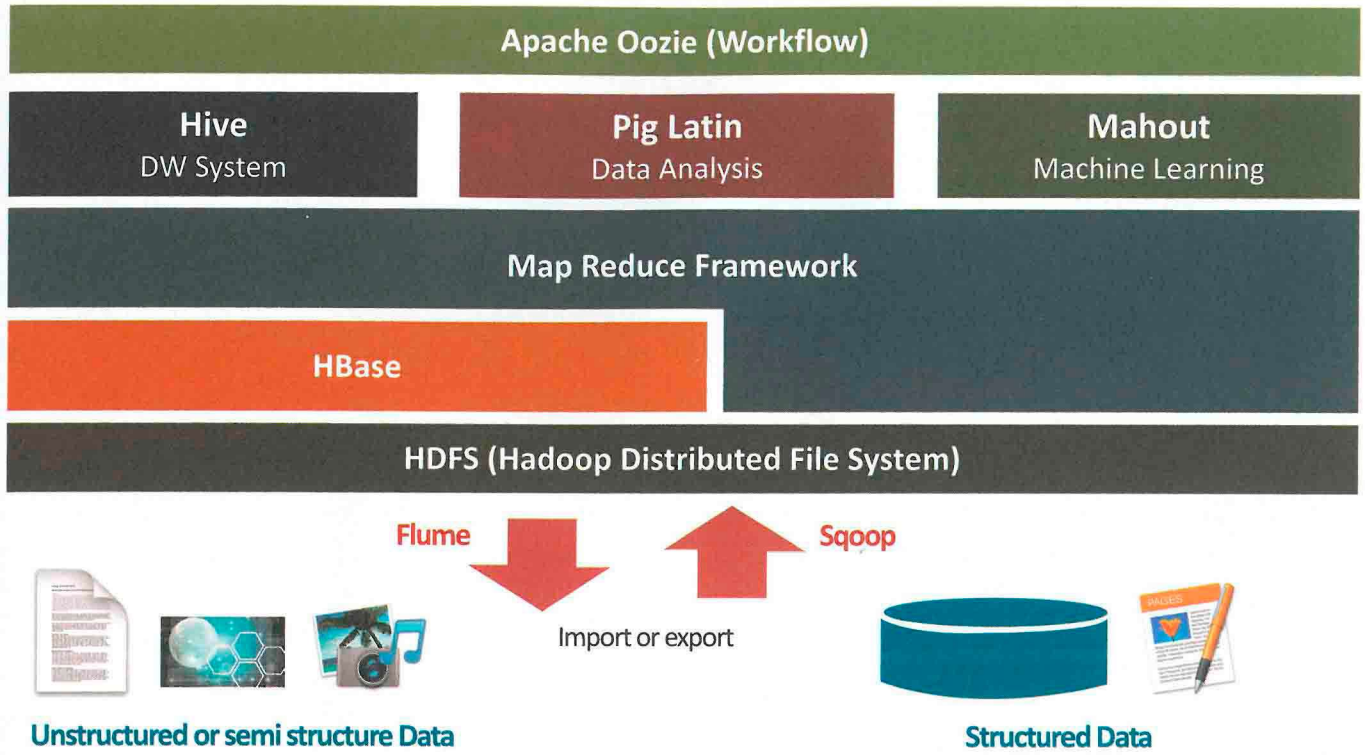 Apache Oozie (Workflow)
Hive
DW System
Pig Latin
Data Analysis
Mahout
Machine Learning
Map Reduce Framework
HBase
HDFS (Hadoop Distributed File System)
Flume
Sqoop
Import or export
PAGES
Unstructured or semi structure Data
Structured Data